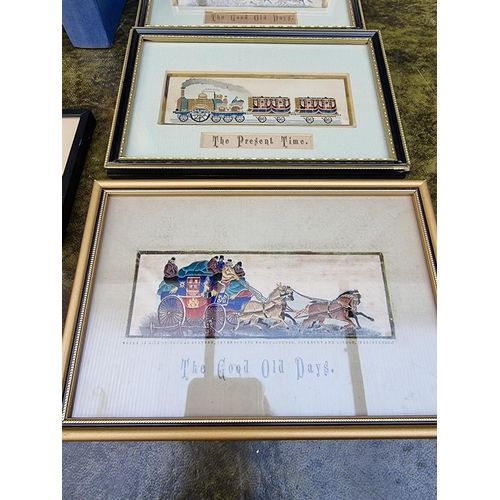 The Good Old Days.
The Present Time.
The Good Old Days.